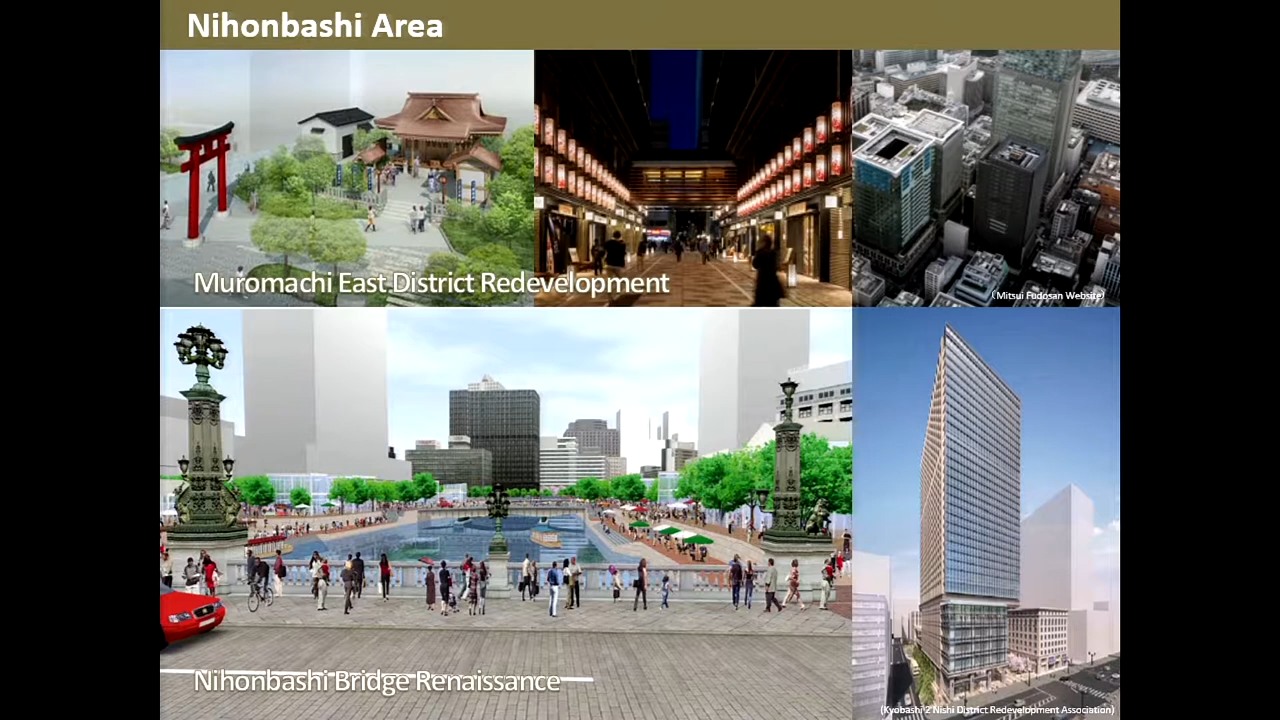 Nihonbashi Area
Muromachi East District Redevelopment
(Mitsui Fudosan Website)
Nihonbashi Bridge Renaissance
(Kyobashi 2 Nishi District Redevelopment Association)